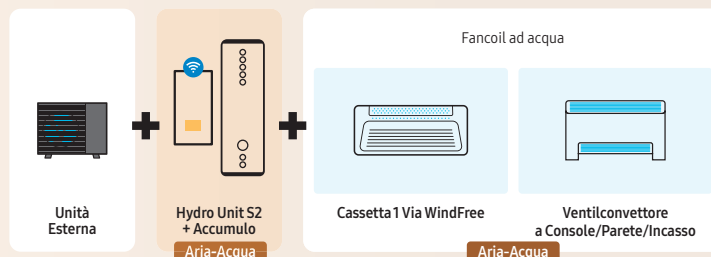 Fancoil ad acqua
Unità
Esterna
Hydro Unit S2
+ Accumulo
Cassetta 1 Via WindFree
Ventilconvettore
a Console/Parete/Incasso
Aria-Acqua
Aria-Acqua